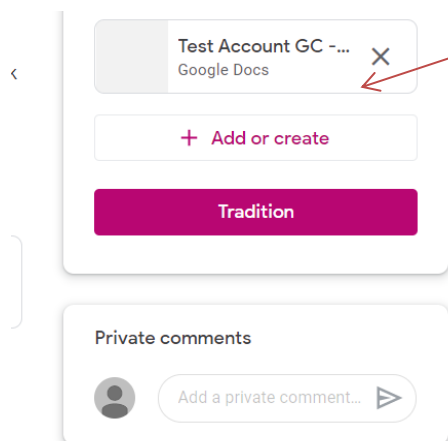 Test Account GC -...
Google Docs
+ Add or create
Tradition
Private comments
Add a private comment...